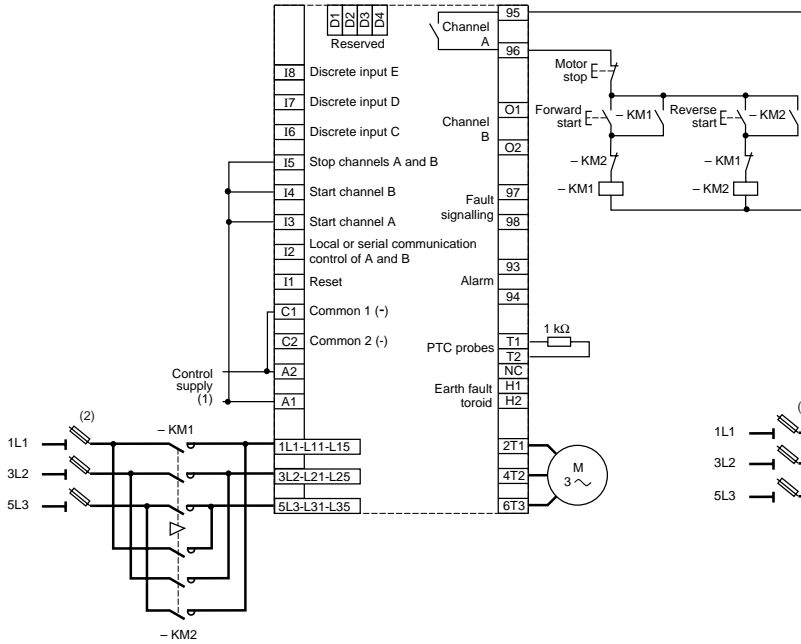 D1 D2 D3 D4
Reserved
I8 Discrete input E
I7 Discrete input D
I6 Discrete input C
I5 Stop channels A and B
I4 Start channel B
I3 Start channel A
I2 Local or serial communication
control of A and B
I1 Reset
C1 Common 1 (-)
C2 Common 2 (-)
A2
A1
Control
supply
(1)
95
Channel
A
96
O1
Channel
B
O2
97
Fault
signalling
98
93
Alarm
94
T1
PTC probes
T2
NC
H1
Earth fault
toroid
H2
1 kΩ
Motor
stop
Forward
start
– KM1
Reverse
start
– KM2
– KM2
– KM1
– KM1
– KM2
(2)
– KM1
1L1
3L2
5L3
1L1-L11-L15
3L2-L21-L25
5L3-L31-L35
– KM2
2T1
4T2
6T3
M
3
(
1L1
3L2
5L3